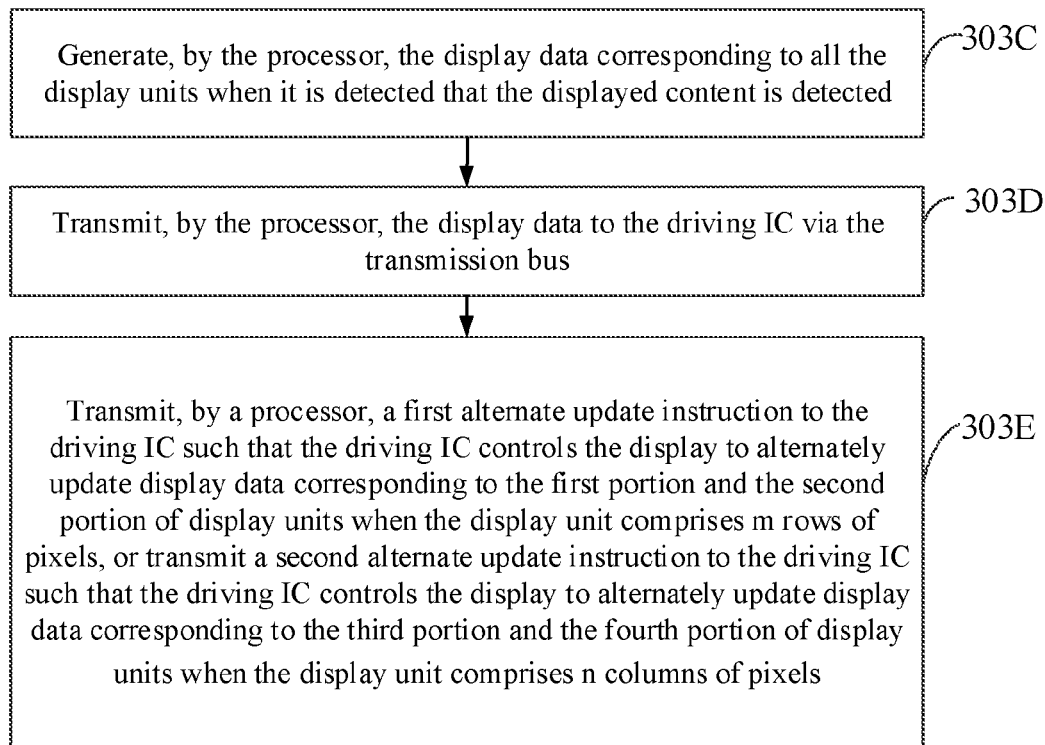 Generate, by the processor, the display data corresponding to all the
display units when it is detected that the displayed content is detected
303C
Transmit, by the processor, the display data to the driving IC via the
transmission bus
303D
Transmit, by a processor, a first alternate update instruction to the
driving IC such that the driving IC controls the display to alternately
update display data corresponding to the first portion and the second
portion of display units when the display unit comprises m rows of
pixels, or transmit a second alternate update instruction to the driving IC
such that the driving IC controls the display to alternately update display
data corresponding to the third portion and the fourth portion of display
units when the display unit comprises n columns of pixels
303E